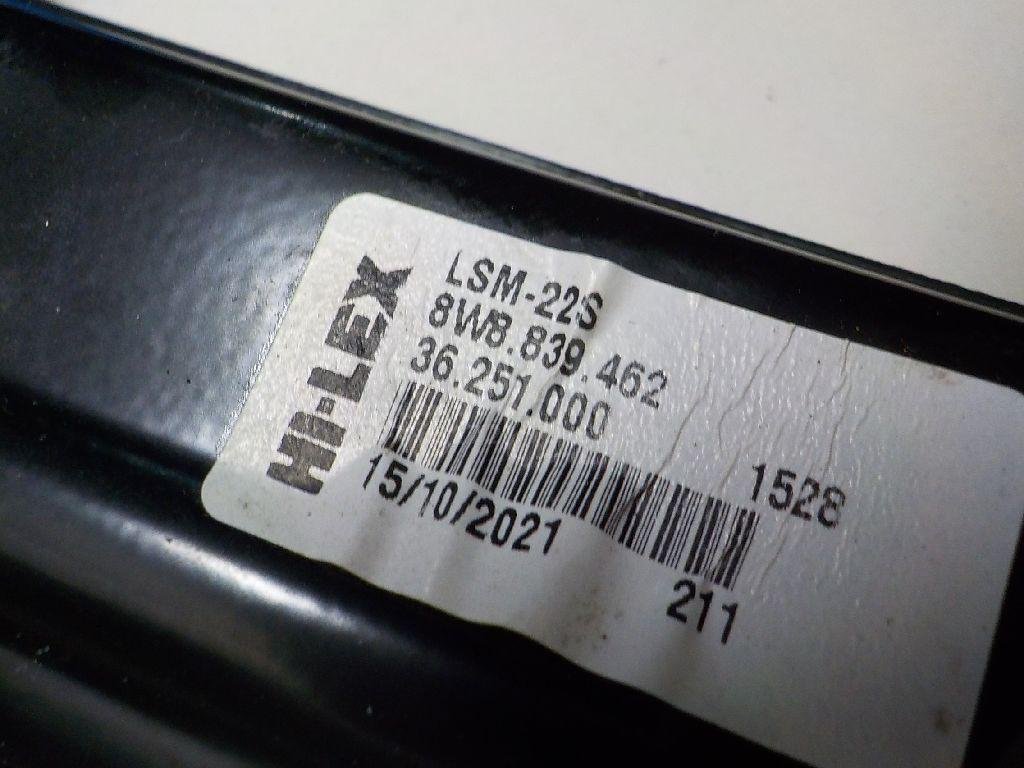 HI-LEX
LSM-22S
8W8.839.462
36.251.000
1528
15/10/2021
211